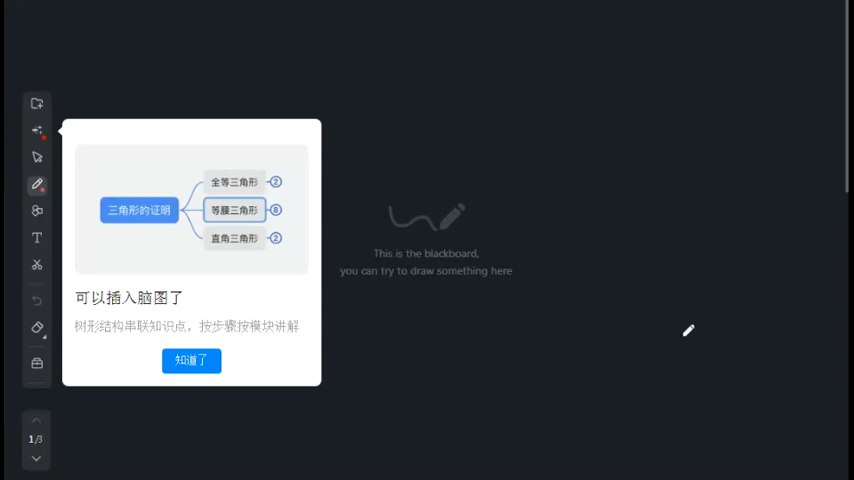 全等三角形 2
三角形的证明
等腰三角形 8
直角三角形 2
可以插入脑图了
树形结构串联知识点，按步骤按模块讲解
知道了
This is the blackboard,
you can try to draw something here
T
1/3